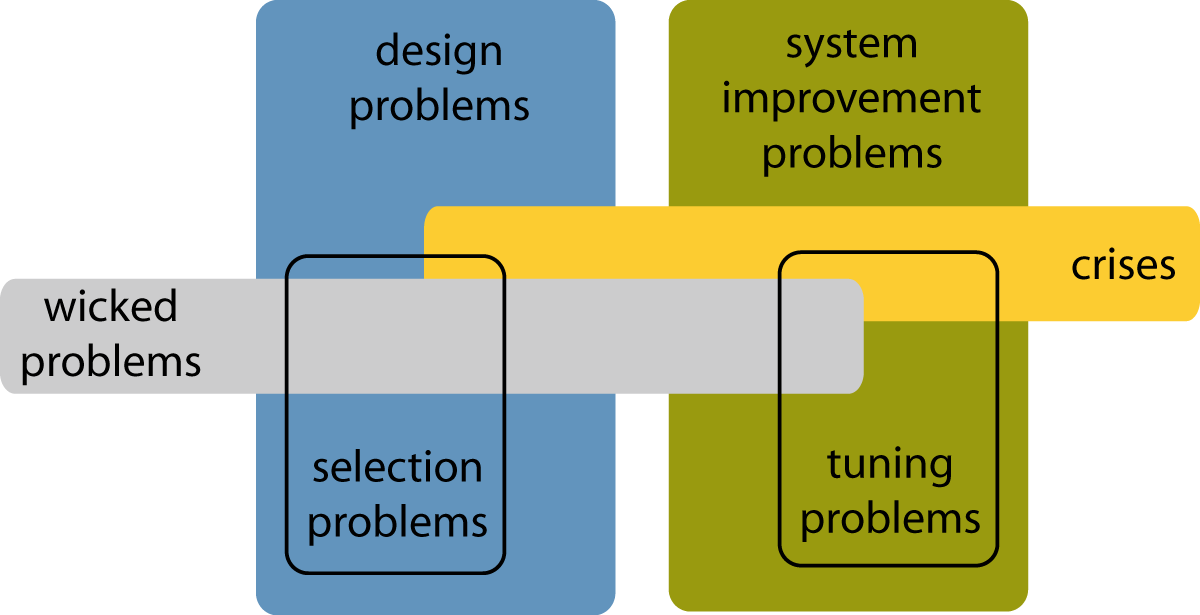 design
problems
system
improvement
problems
crises
wicked
problems
selection
problems
tuning
problems